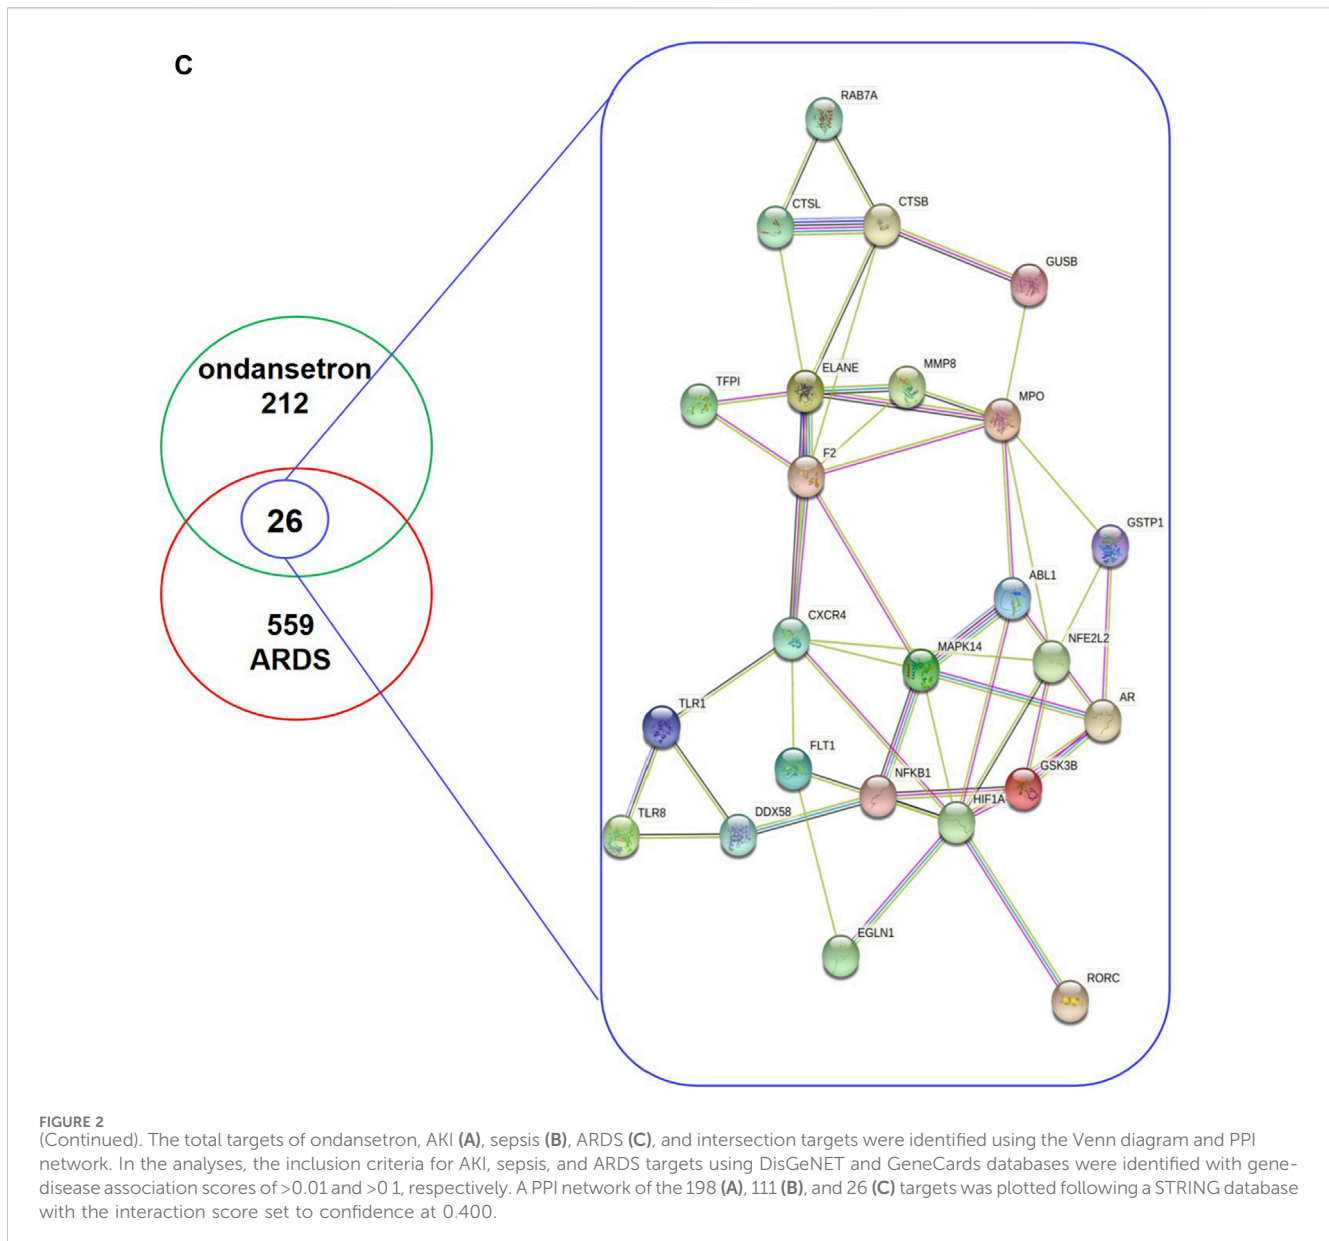 C
ondansetron
212
26
559
ARDS
RAB7A
CTSL
CTSB
GUSB
ELANE
MMP8
TFPI
MPO
F2
GSTP1
ABL1
CXCR4
NFE2L2
MAPK14
AR
TLR1
FLT1
NFKB1
GSK3B
HIF1A
TLR8
DDX58
EGLN1
RORC
FIGURE 2
(Continued). The total targets of ondansetron, AKI (A), sepsis (B), ARDS (C), and intersection targets were identified using the Venn diagram and PPI
network. In the analyses, the inclusion criteria for AKI, sepsis, and ARDS targets using DisGeNET and GeneCards databases were identified with gene-
disease association scores of >0.01 and >0 1, respectively. A PPI network of the 198 (A), 111 (B), and 26 (C) targets was plotted following a STRING database
with the interaction score set to confidence at 0.400.